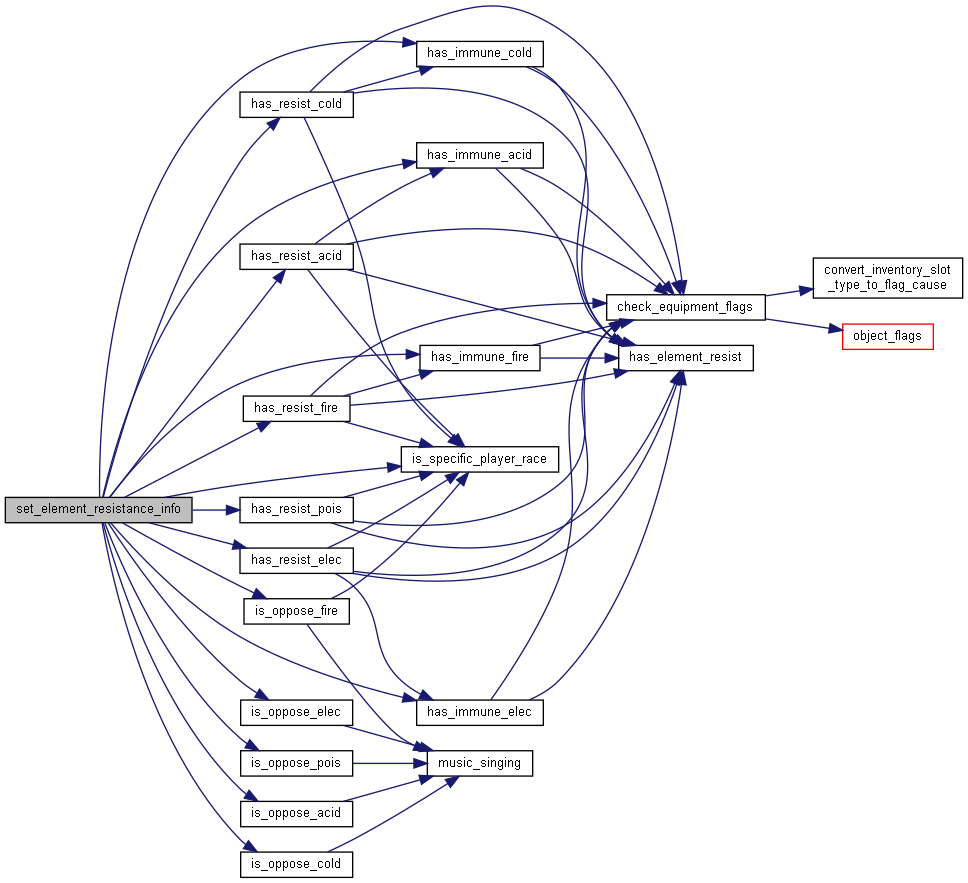 has_immune_cold
has_resist_cold
has_immune_acid
has_resist_acid
convert_inventory_slot
_type_to_flag_cause
check_equipment_flags
object_flags
has_immune_fire
has_element_resist
has_resist_fire
is_specific_player_race
set_element_resistance_info
has_resist_pois
has_resist_elec
is_oppose_fire
is_oppose_elec
has_immune_elec
is_oppose_pois
music_singing
is_oppose_acid
is_oppose_cold